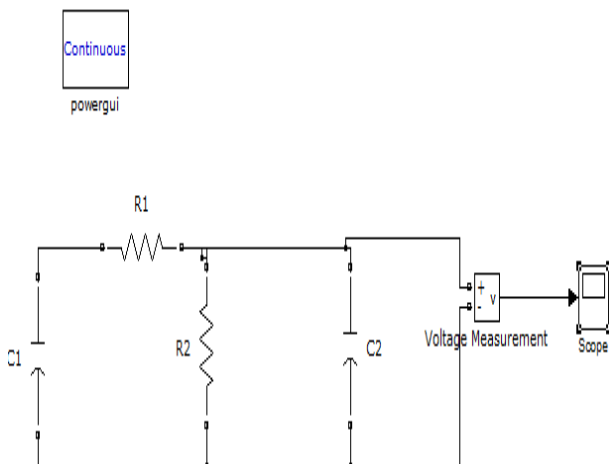 Continuous
powergui
R1
C1
R2
C2
+
-
v
Voltage Measurement
Scope